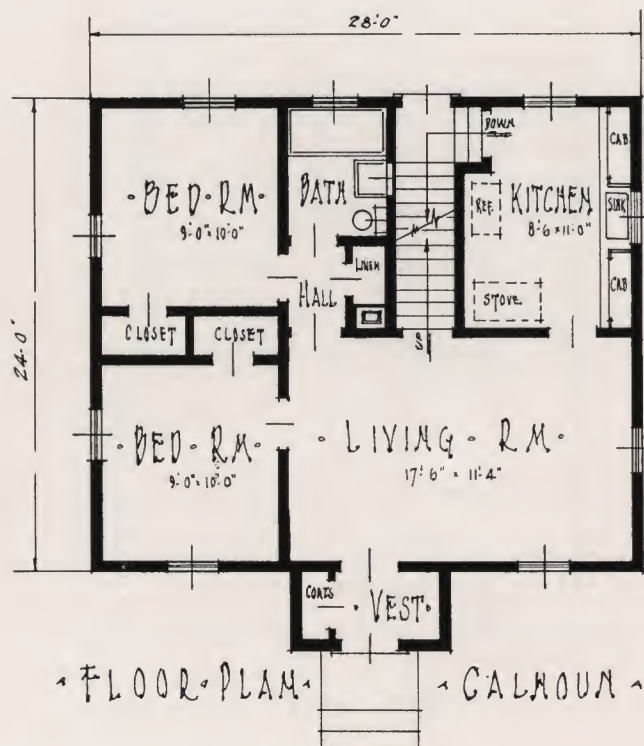 28'-0"
24'-0"
DOWN
CAB
·BED·RM·
9'-0"×10'-0"
BATH
REF.
KITCHEN
8'-6×11'-0"
SINK
LINEN
HALL
CAB
STOVE
CLOSET
CLOSET
·BED·RM·
9'-0"×10'-0"
·LIVING·RM·
17'-6"×11'-4"
COATS
·VEST·
·FLOOR·PLAN·
·CALHOUN·